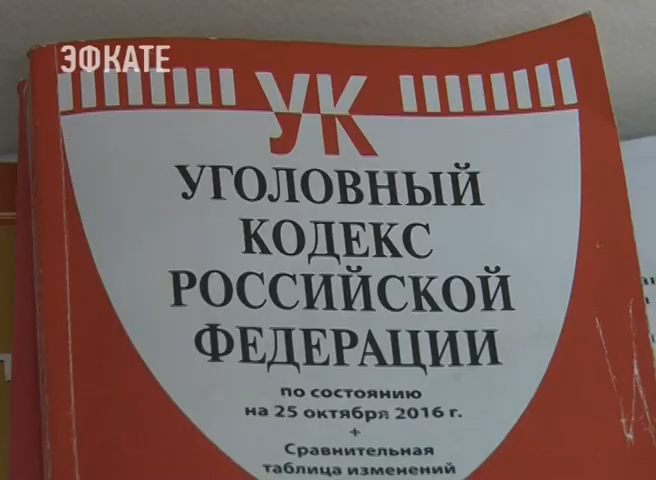 ЭФКАТЕ
УК
УГОЛОВНЫЙ
КОДЕКС
РОССИЙСКОЙ
ФЕДЕРАЦИИ
по состоянию
на 25 октября 2016 г.
+
Сравнительная
таблица изменений